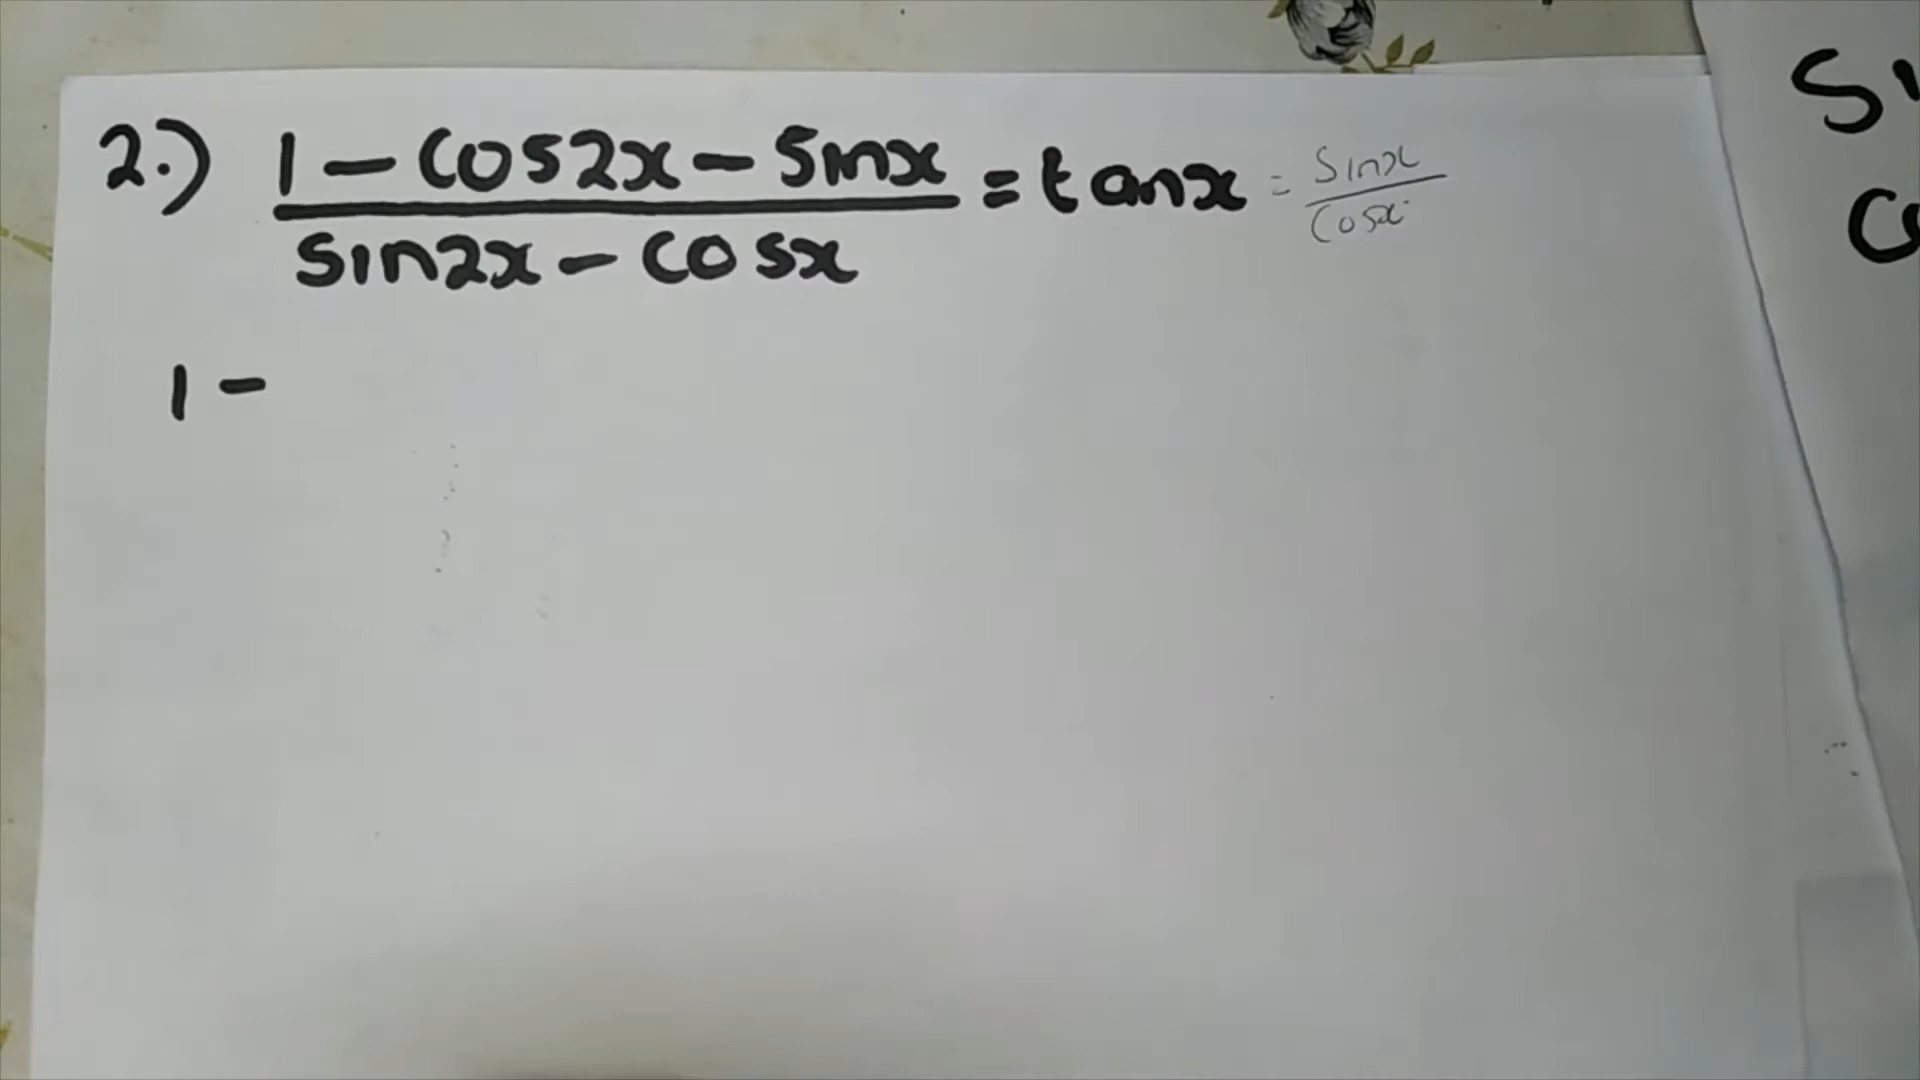 2.) 1 - cos2x - sinx = tanx = sinx
sin2x - cosx cosx
1 -